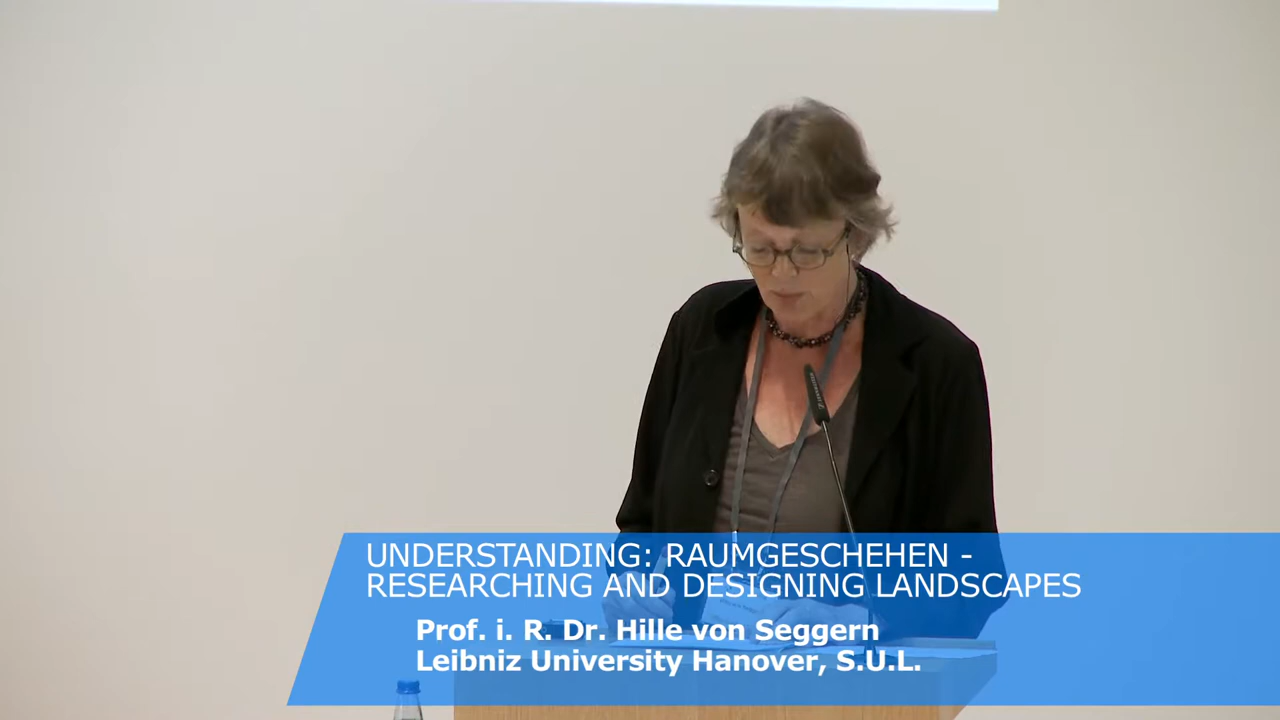 UNDERSTANDING: RAUMGESCHEHEN -
RESEARCHING AND DESIGNING LANDSCAPES
Prof. i. R. Dr. Hille von Seggern
Leibniz University Hanover, S.U.L.